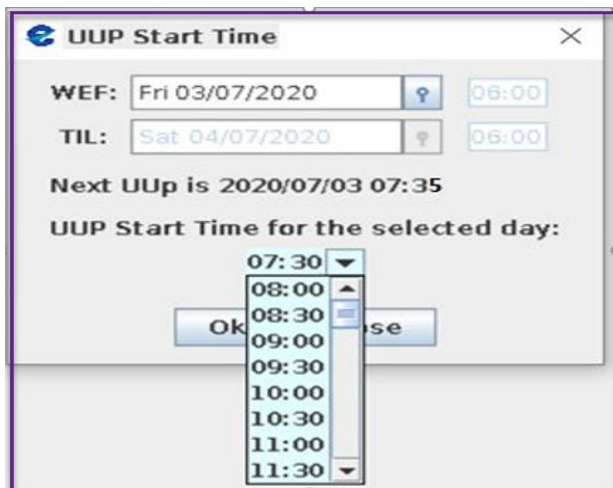 UUP Start Time
WEF: Fri 03/07/2020 06:00
TIL: Sat 04/07/2020 06:00
Next UUp is 2020/07/03 07:35
UUP Start Time for the selected day:
07:30
08:00
08:30
Ok se
09:00
09:30
10:00
10:30
11:00
11:30